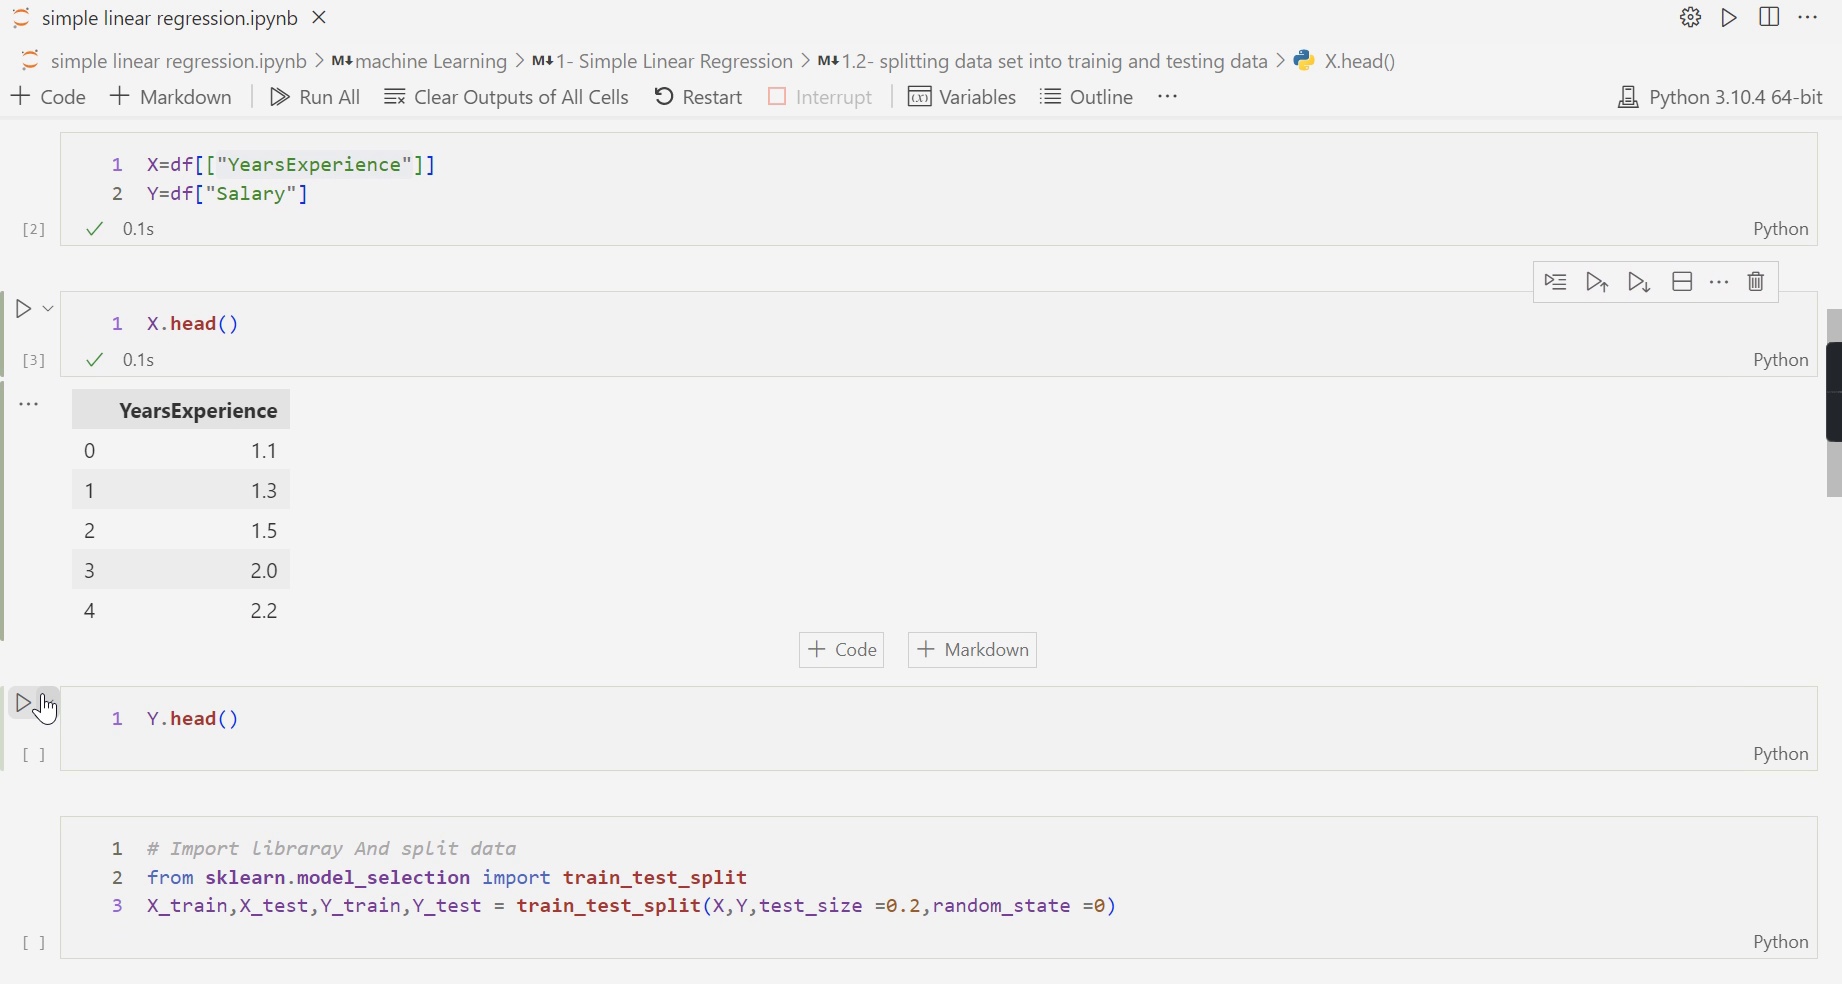 simple linear regression.ipynb
simple linear regression.ipynb > M↓machine Learning > M↓1- Simple Linear Regression > M↓1.2- splitting data set into trainig and testing data > X.head()
+ Code + Markdown Run All Clear Outputs of All Cells Restart Interrupt Variables Outline ... Python 3.10.4 64-bit
1 X=df[["YearsExperience"]]
2 Y=df["Salary"]
[2] ✓ 0.1s Python
1 X.head()
[3] ✓ 0.1s Python
YearsExperience
0 1.1
1 1.3
2 1.5
3 2.0
4 2.2
+ Code + Markdown
1 Y.head()
[ ] Python
1 # Import libraray And split data
2 from sklearn.model_selection import train_test_split
3 X_train,X_test,Y_train,Y_test = train_test_split(X,Y,test_size =0.2,random_state =0)
[ ] Python